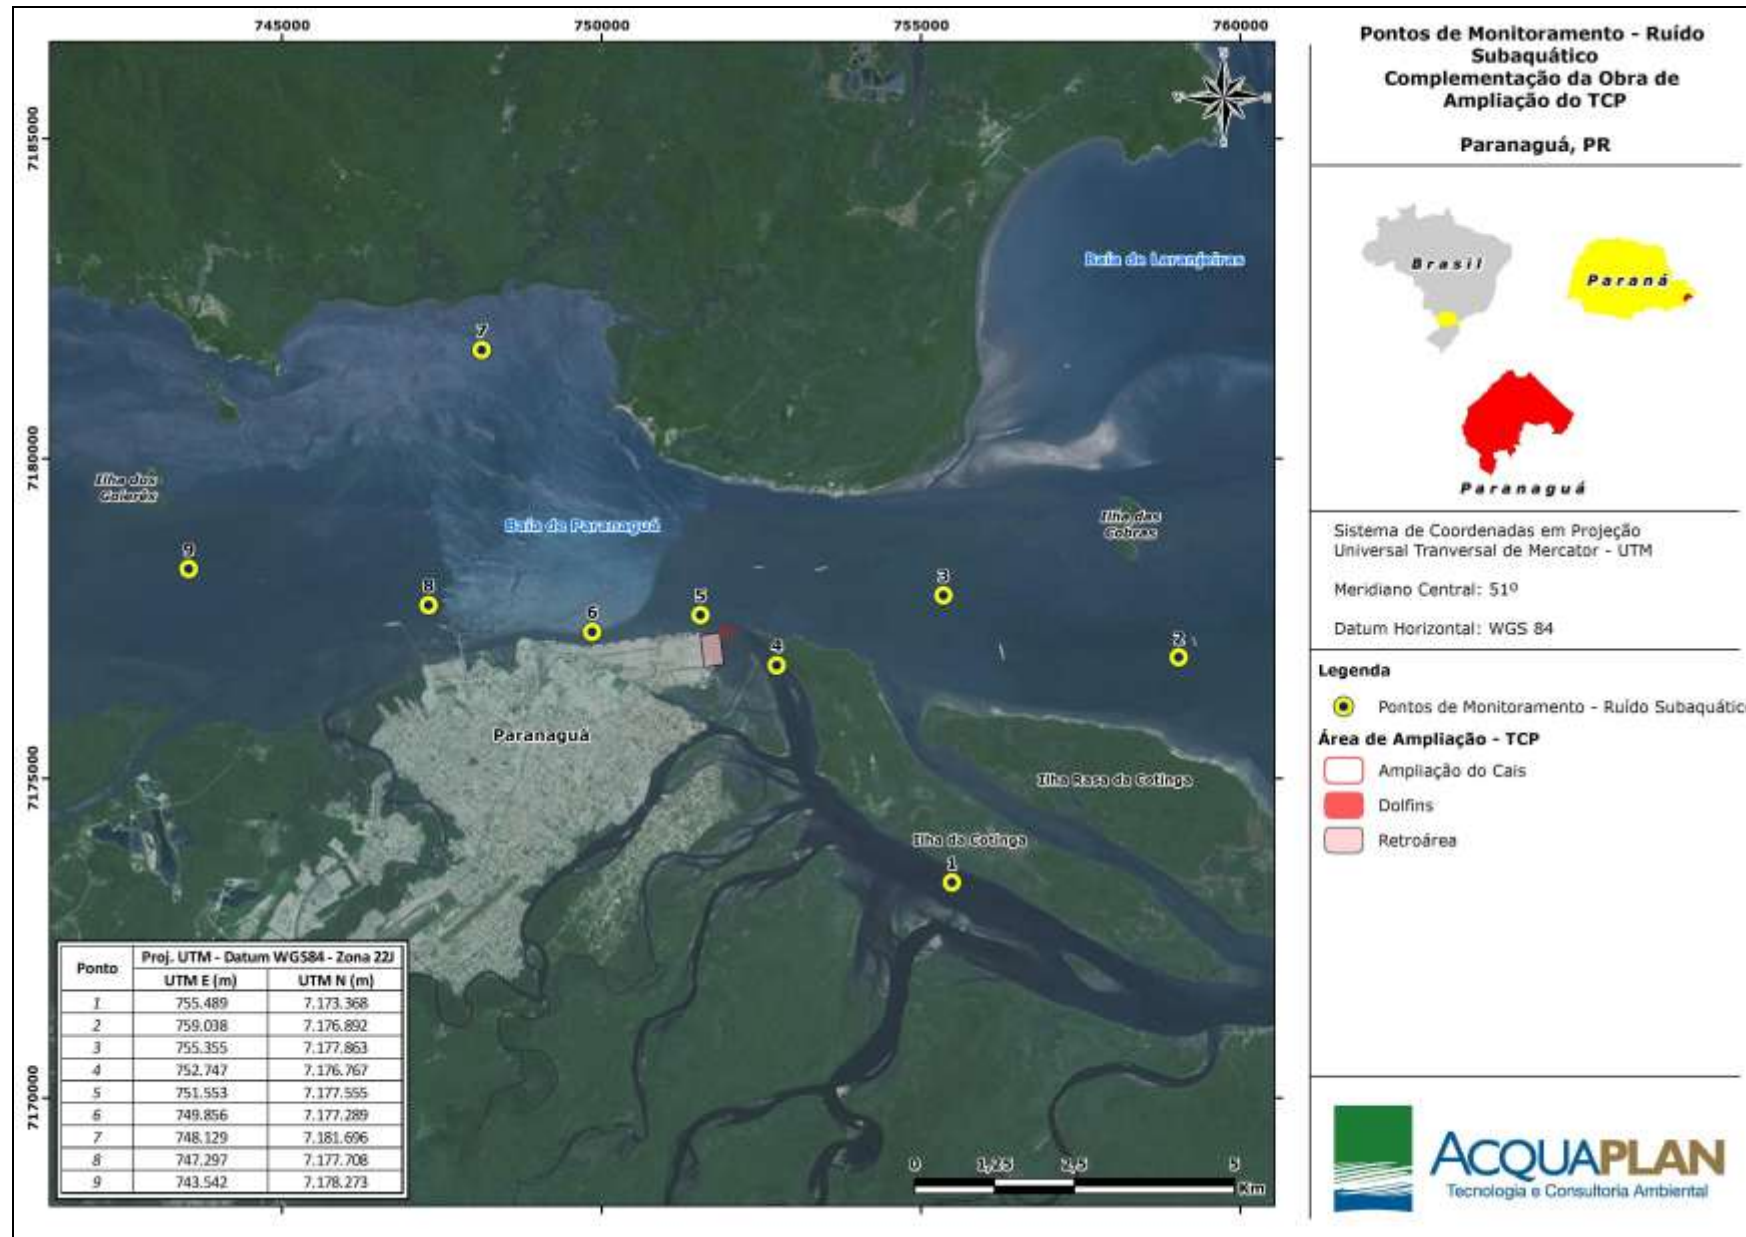 745000
750000
755000
760000
7185000
7180000
7175000
7170000
Baía de Laranjeiras
7
Ilha dos
Baía de Paranaguá
Ilha das
Cobras
9
8
6
5
3
4
2
Paranaguá
Ilha Rasa da Cotinga
Ilha da Cotinga
1
Ponto
Proj. UTM - Datum WGS84 - Zona 22J
UTM E (m) UTM N (m)
1 755.489 7.173.368
2 759.038 7.176.892
3 755.355 7.177.863
4 752.747 7.176.767
5 751.553 7.177.555
6 749.856 7.177.289
7 748.129 7.181.696
8 747.297 7.177.708
9 743.542 7.178.273
0 1,25 2,5 5
Km
Pontos de Monitoramento - Ruído
Subaquático
Complementação da Obra de
Ampliação do TCP
Paranaguá, PR
Brasil
Paraná
Paranaguá
Sistema de Coordenadas em Projeção
Universal Tranversal de Mercator - UTM
Meridiano Central: 51º
Datum Horizontal: WGS 84
Legenda
Pontos de Monitoramento - Ruído Subaquático
Área de Ampliação - TCP
Ampliação do Cais
Dolfins
Retroárea
ACQUAPLAN
Tecnologia e Consultoria Ambiental